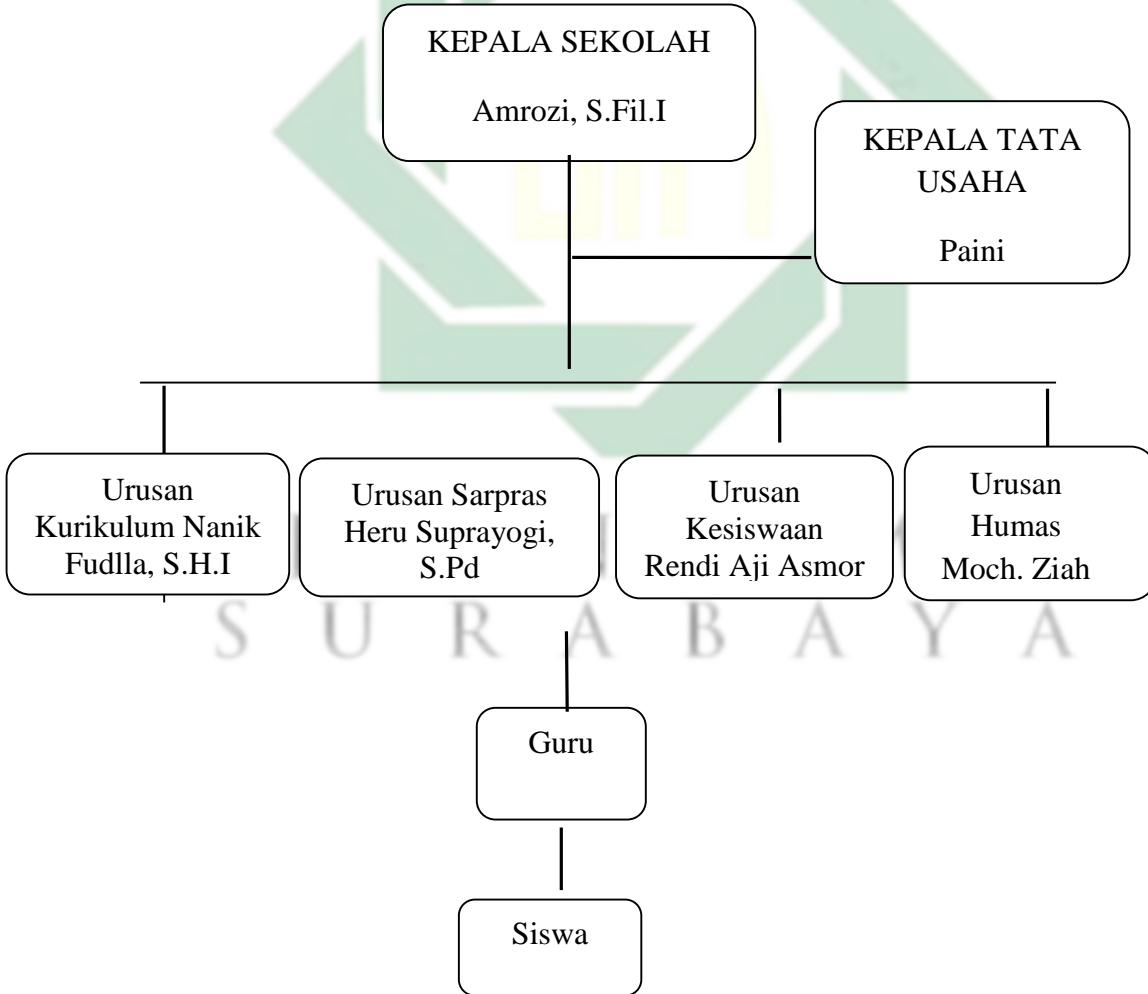 KEPALA SEKOLAH
Amrozi, S.Fil.I
KEPALA TATA
USAHA
Paini
Urusan
Kurikulum Nanik
Fudlla, S.H.I
Urusan Sarpras
Heru Suprayogi,
S.Pd
Urusan
Kesiswaan
Rendi Aji Asmor
Urusan
Humas
Moch. Ziah
S U R A B A Y A
Guru
Siswa